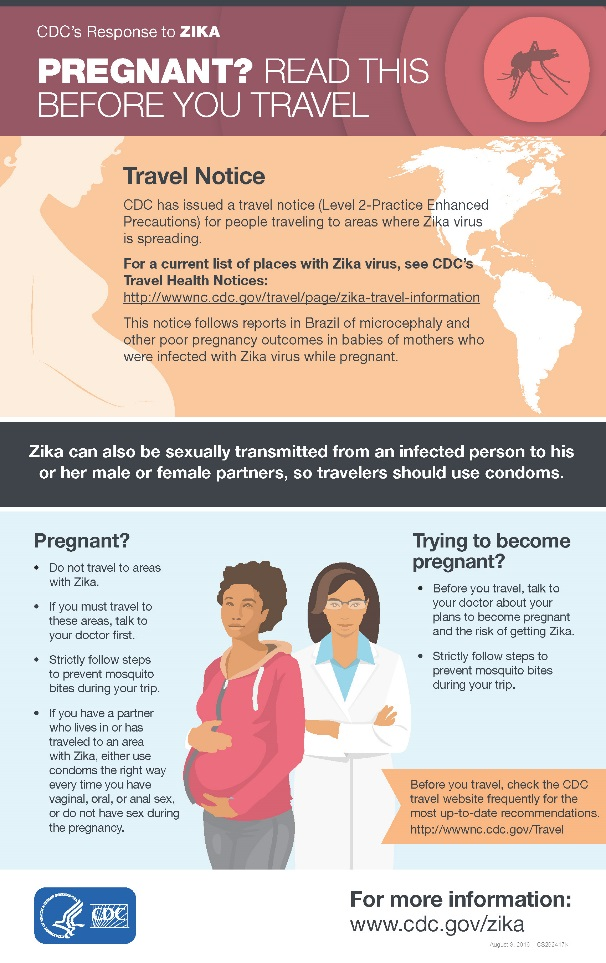 CDC's Response to ZIKA
PREGNANT? READ THIS
BEFORE YOU TRAVEL
Travel Notice
CDC has issued a travel notice (Level 2-Practice Enhanced
Precautions) for people traveling to areas where Zika virus
is spreading.
For a current list of places with Zika virus, see CDC's
Travel Health Notices:
http://wwwnc.cdc.gov/travel/page/zika-travel-information
This notice follows reports in Brazil of microcephaly and
other poor pregnancy outcomes in babies of mothers who
were infected with Zika virus while pregnant.
Zika can also be sexually transmitted from an infected person to his
or her male or female partners, so travelers should use condoms.
Pregnant?
• Do not travel to areas
with Zika.
• If you must travel to
these areas, talk to
your doctor first.
• Strictly follow steps
to prevent mosquito
bites during your trip.
• If you have a partner
who lives in or has
traveled to an area
with Zika, either use
condoms the right way
every time you have
vaginal, oral, or anal sex,
or do not have sex during
the pregnancy.
Trying to become
pregnant?
• Before you travel, talk to
your doctor about your
plans to become pregnant
and the risk of getting Zika.
• Strictly follow steps to
prevent mosquito bites
during your trip.
Before you travel, check the CDC
travel website frequently for the
most up-to-date recommendations.
http://wwwnc.cdc.gov/Travel
CDC
For more information:
www.cdc.gov/zika
August